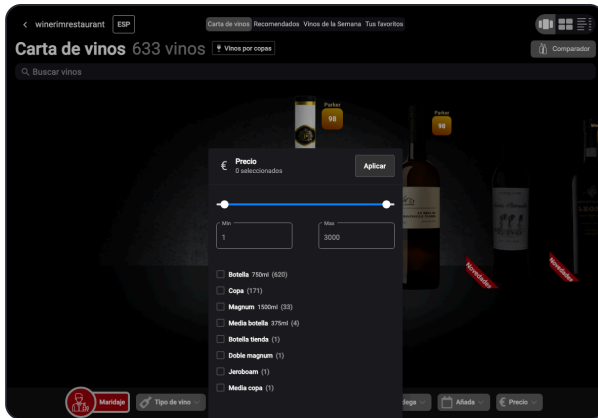 winerimrestaurant ESP Carta de vinos Recomendados Vinos de la Semana Tus favoritos
Carta de vinos 633 vinos Vinos por copas Comparador
Buscar vinos
Parker
98
Parker
98
€ Precio
0 seleccionados
Aplicar
Min
1
Max
3000
Botella 750ml (620)
Copa (171)
Magnum 1500ml (33)
Media botella 375ml (4)
Botella tienda (1)
Doble magnum (1)
Jeroboam (1)
Media copa (1)
Novedades
Novedades
Maridaje Tipo de vino Añada € Precio